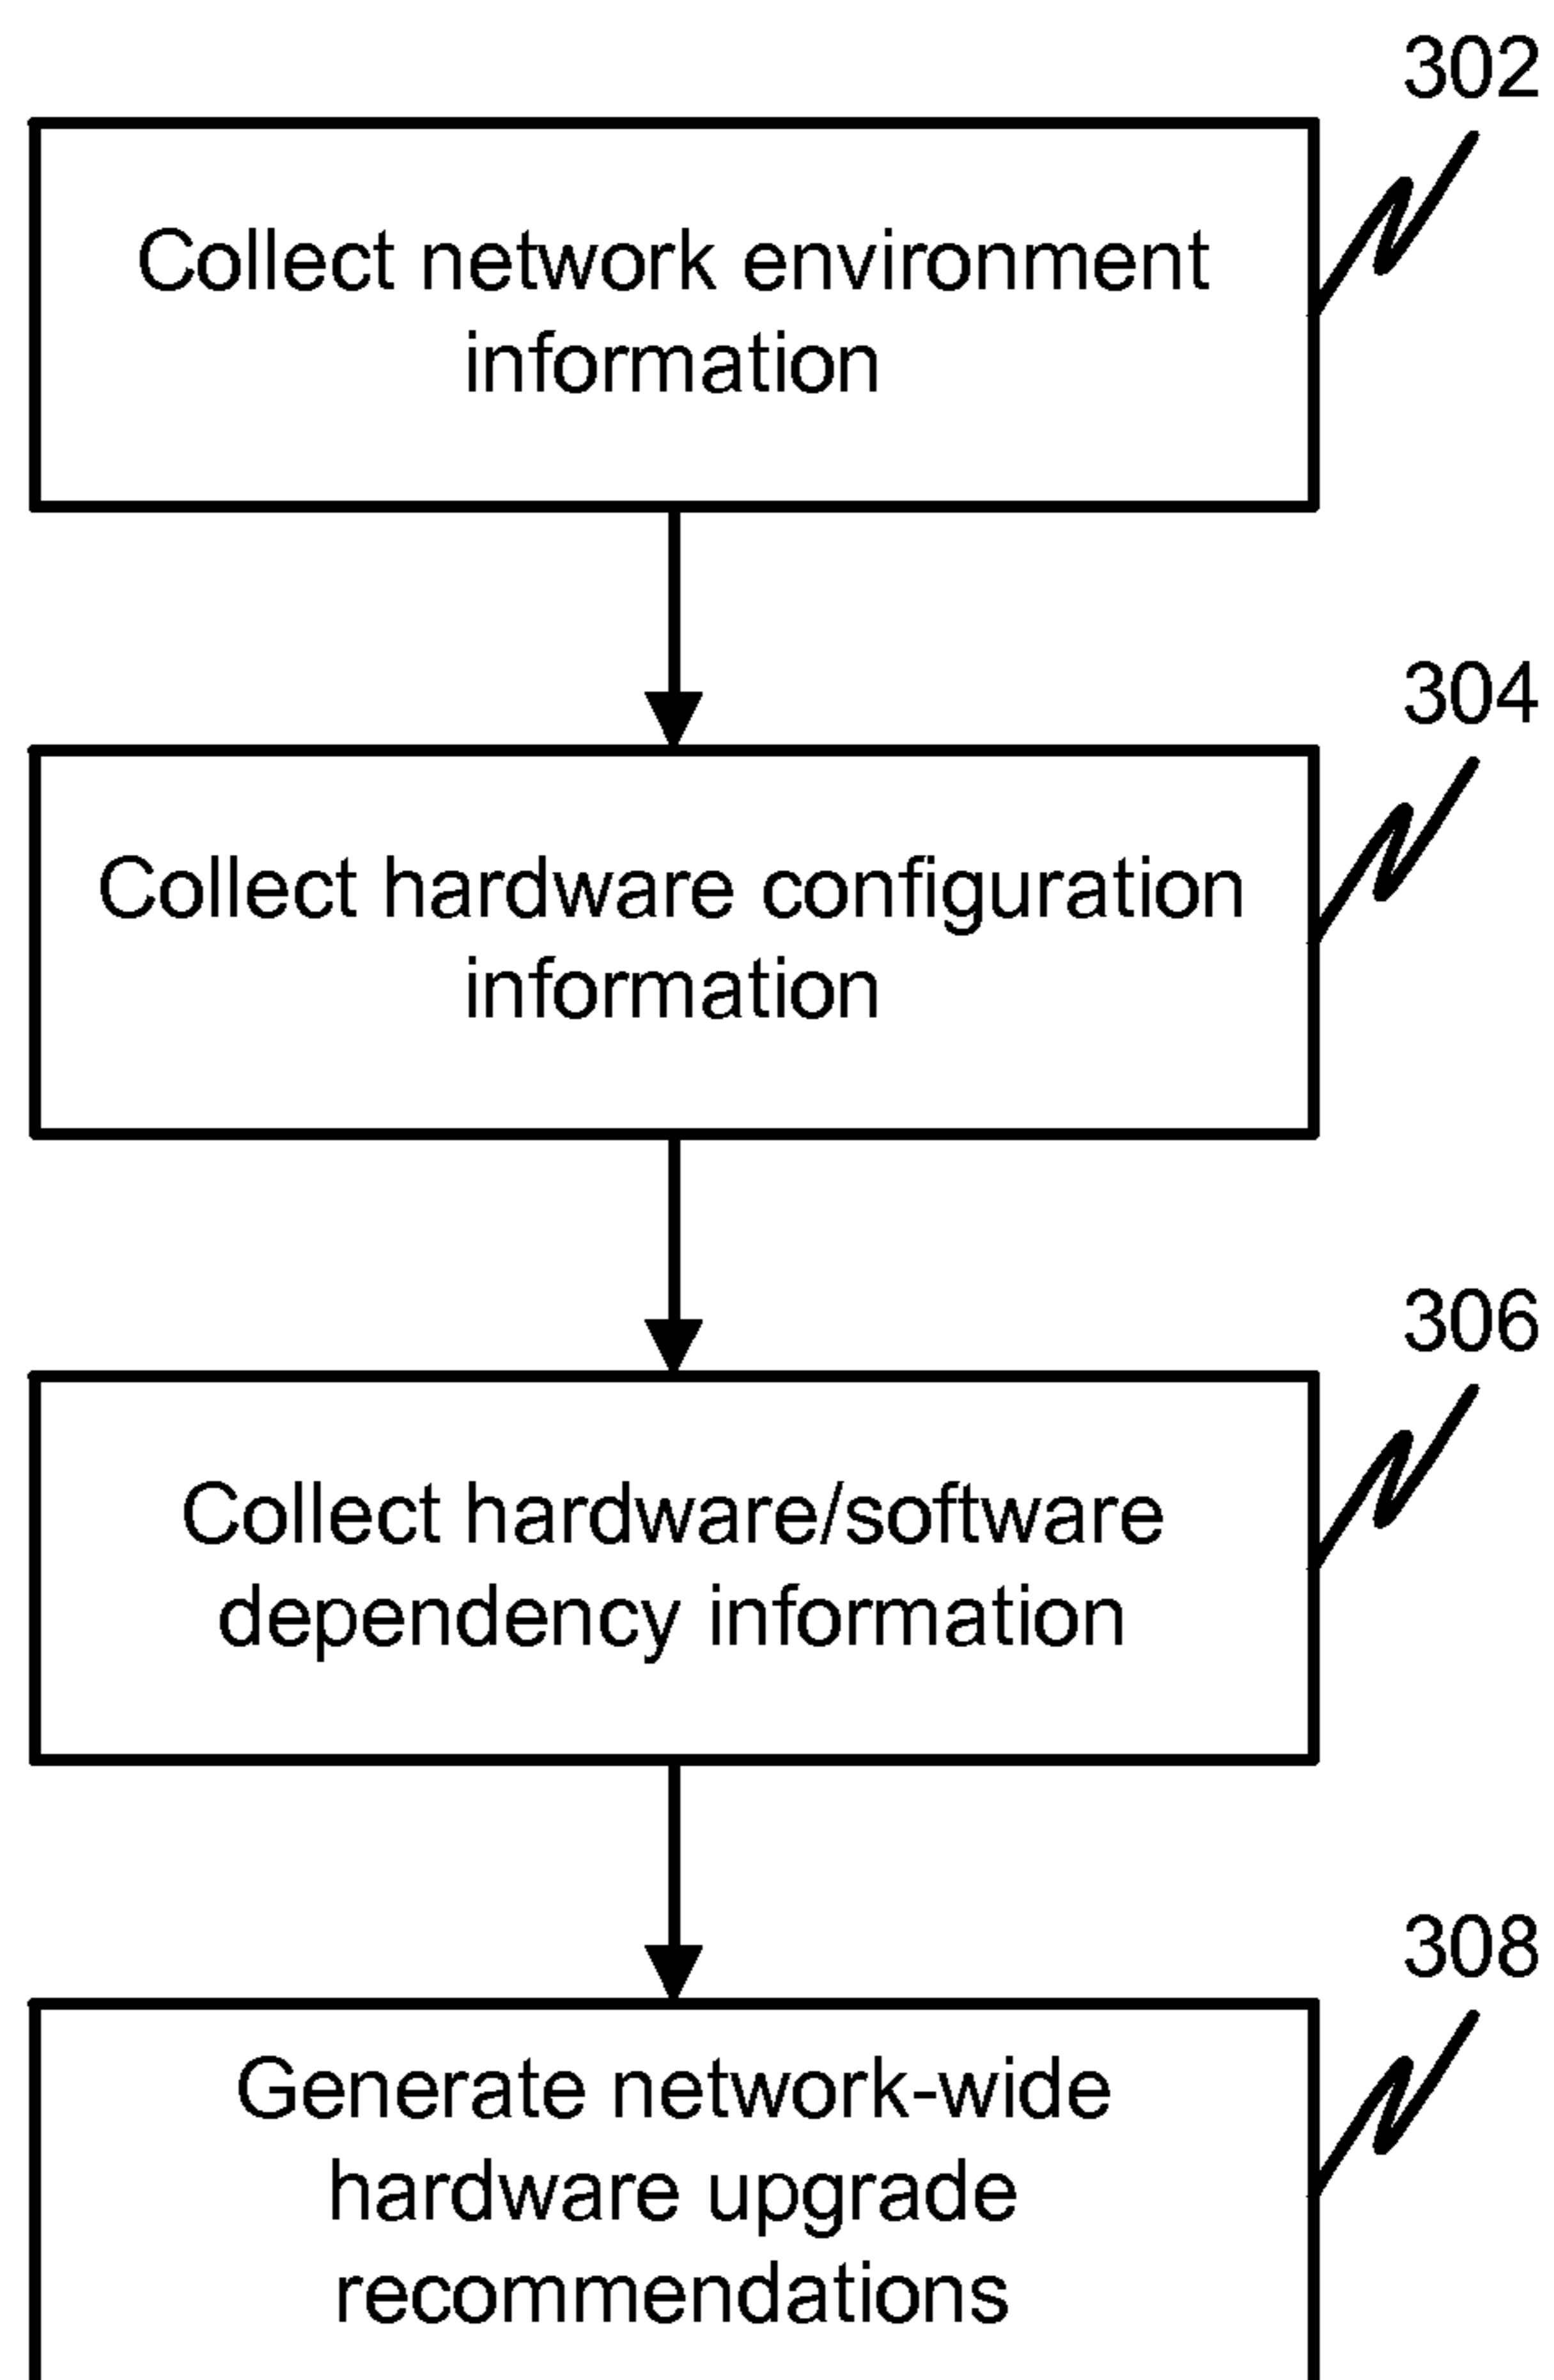 302
Collect network environment
information
304
Collect hardware configuration
information
306
Collect hardware/software
dependency information
308
Generate network-wide
hardware upgrade
recommendations